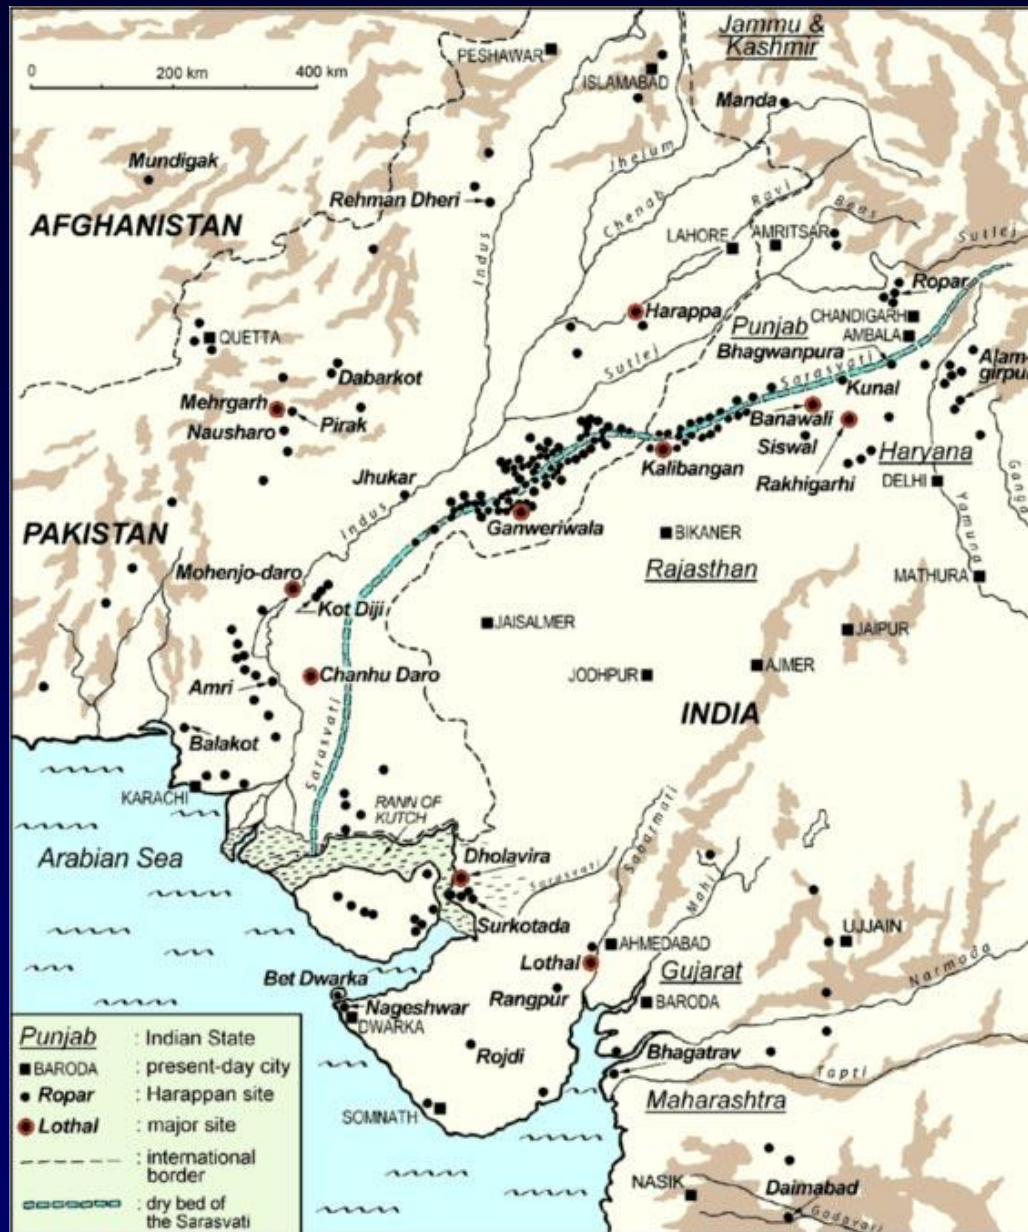 Jammu &
Kashmir
PESHAWAR
0
200 km
400 km
ISLAMABAD
Manda
Mundigak
Jhelum
Rehman Dheri
Chenab
Ravi
Beas
AFGHANISTAN
Indus
LAHORE
AMRITSAR
Sutlej
Ropar
Harappa
CHANDIGARH
Punjab
AMBALA
QUETTA
Bhagwanpura
Sutlej
Sarasvati
Alam-
girpur
Dabarkot
Kunal
Mehrgarh
Banawali
Pirak
Nausharo
Siswal
Haryana
Kalibangan
Jhukar
Rakhigarhi
DELHI
Ganga
Indus
Ganweriwala
Yamuna
PAKISTAN
BIKANER
Mohenjo-daro
Rajasthan
MATHURA
Kot Diji
JAISALMER
JAIPUR
AJMER
Chanhu Daro
JODHPUR
Amri
INDIA
Sarasvati
Balakot
KARACHI
RANN OF
KUTCH
Sabarmati
Arabian Sea
Dholavira
Sarasvati
Mahi
Surkotada
UJJAIN
AHMEDABAD
Lothal
Gujarat
Narmoda
Bet Dwarka
Rangpur
Nageshwar
BARODA
DWARKA
Rojdi
Bhagatrav
Tapti
Maharashtra
SOMNATH
NASIK
Daimabad
Godavari
Punjab : Indian State
BARODA : present-day city
Ropar : Harappan site
Lothal : major site
: international
border
: dry bed of
the Sarasvati